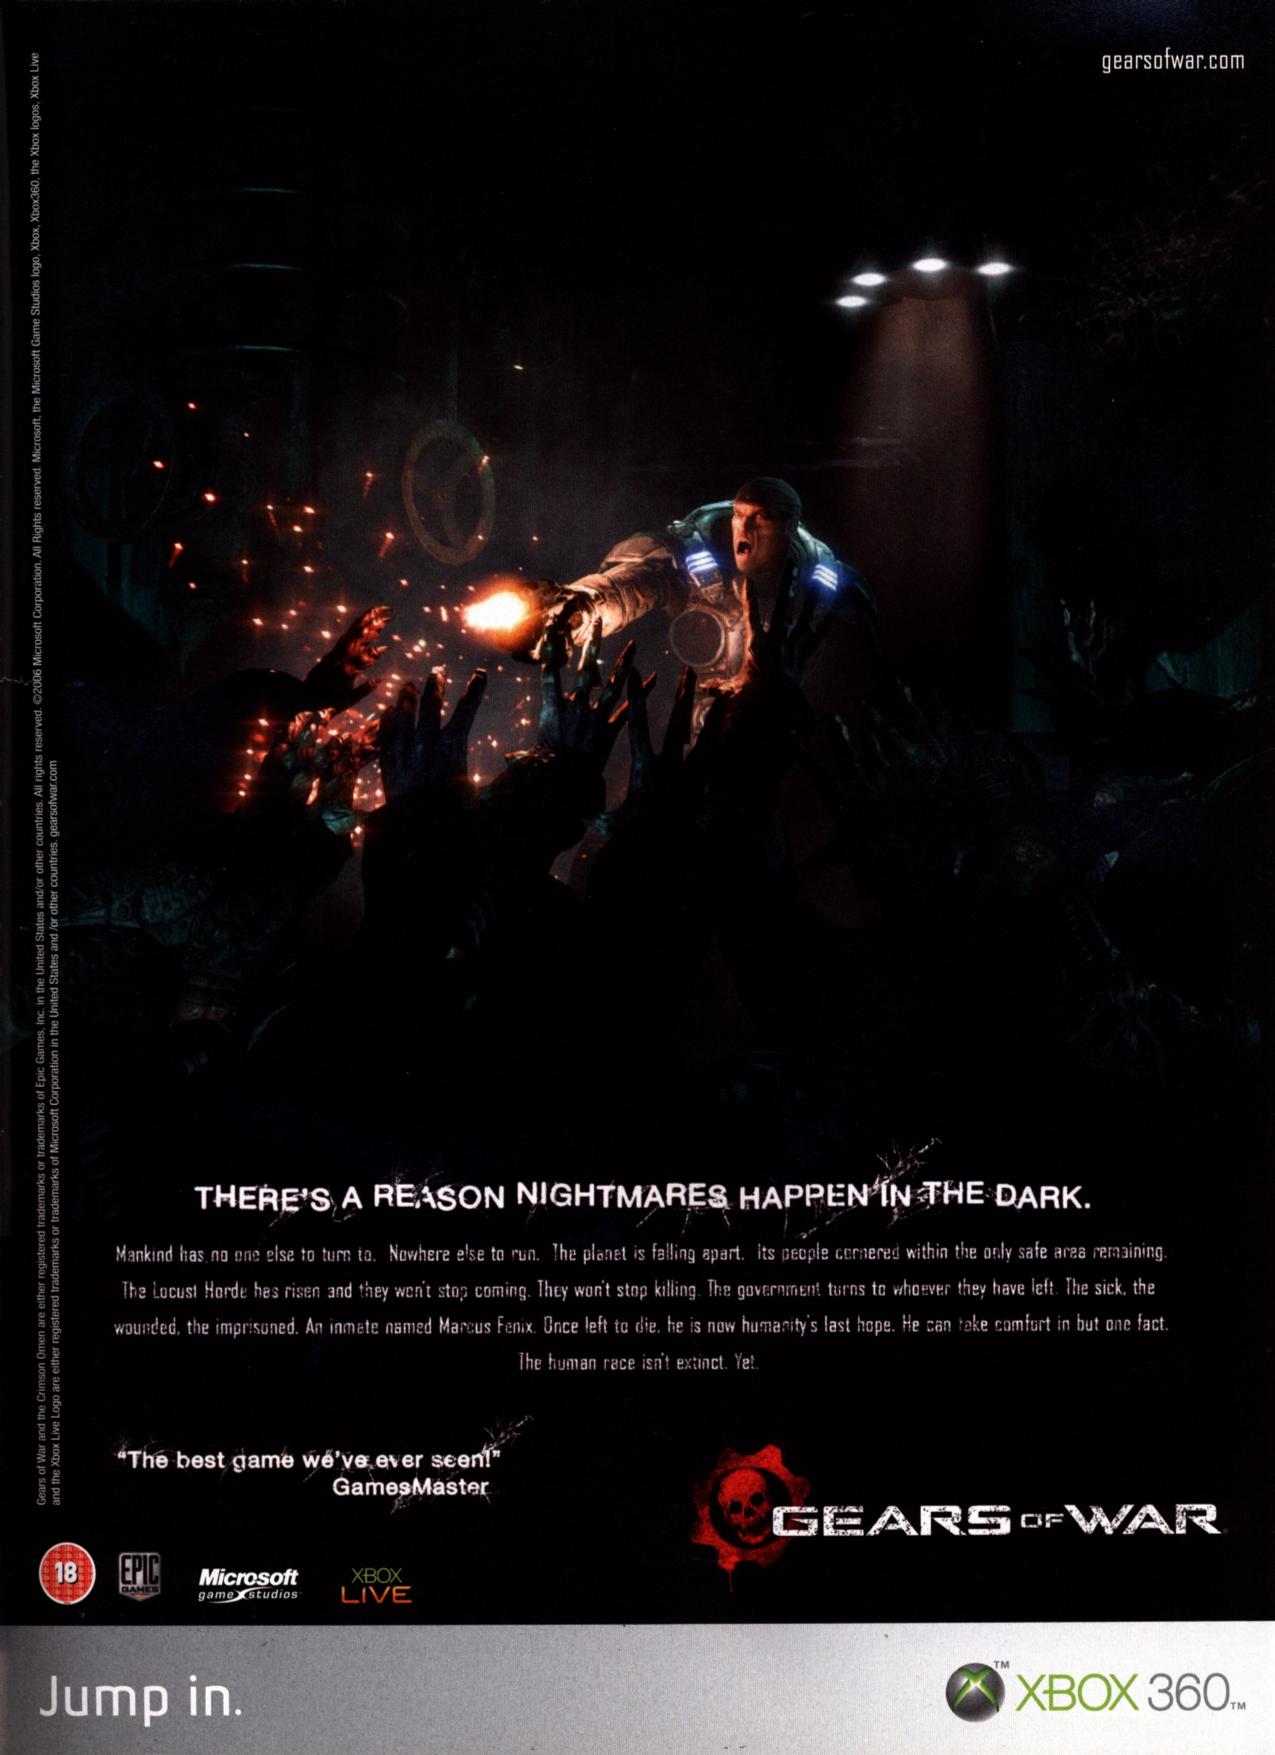 gearsofwar.com
Gears of War and the Crimson Omen are either registered trademarks or trademarks of Epic Games, Inc. in the United States and/or other countries. All rights reserved. ©2006 Microsoft Corporation. All Rights reserved. Microsoft, the Microsoft Game Studios logo, Xbox, Xbox360, the Xbox logos, Xbox Live
and the Xbox Live Logo are either registered trademarks or trademarks of Microsoft Corporation in the United States and /or other countries. gearsofwar.com
THERE'S A REASON NIGHTMARES HAPPEN IN THE DARK.
Mankind has no one else to turn to. Nowhere else to run. The planet is falling apart. Its people cornered within the only safe area remaining.
The Locust Horde has risen and they won't stop coming. They won't stop killing. The government turns to whoever they have left. The sick, the
wounded, the imprisoned. An inmate named Marcus Fenix. Once left to die, he is now humanity's last hope. He can take comfort in but one fact.
The human race isn't extinct. Yet.
"The best game we've ever seen!"
GamesMaster
GEARS OF WAR
18
EPIC
GAMES
Microsoft
game studios
XBOX
LIVE
Jump in.
XBOX 360™